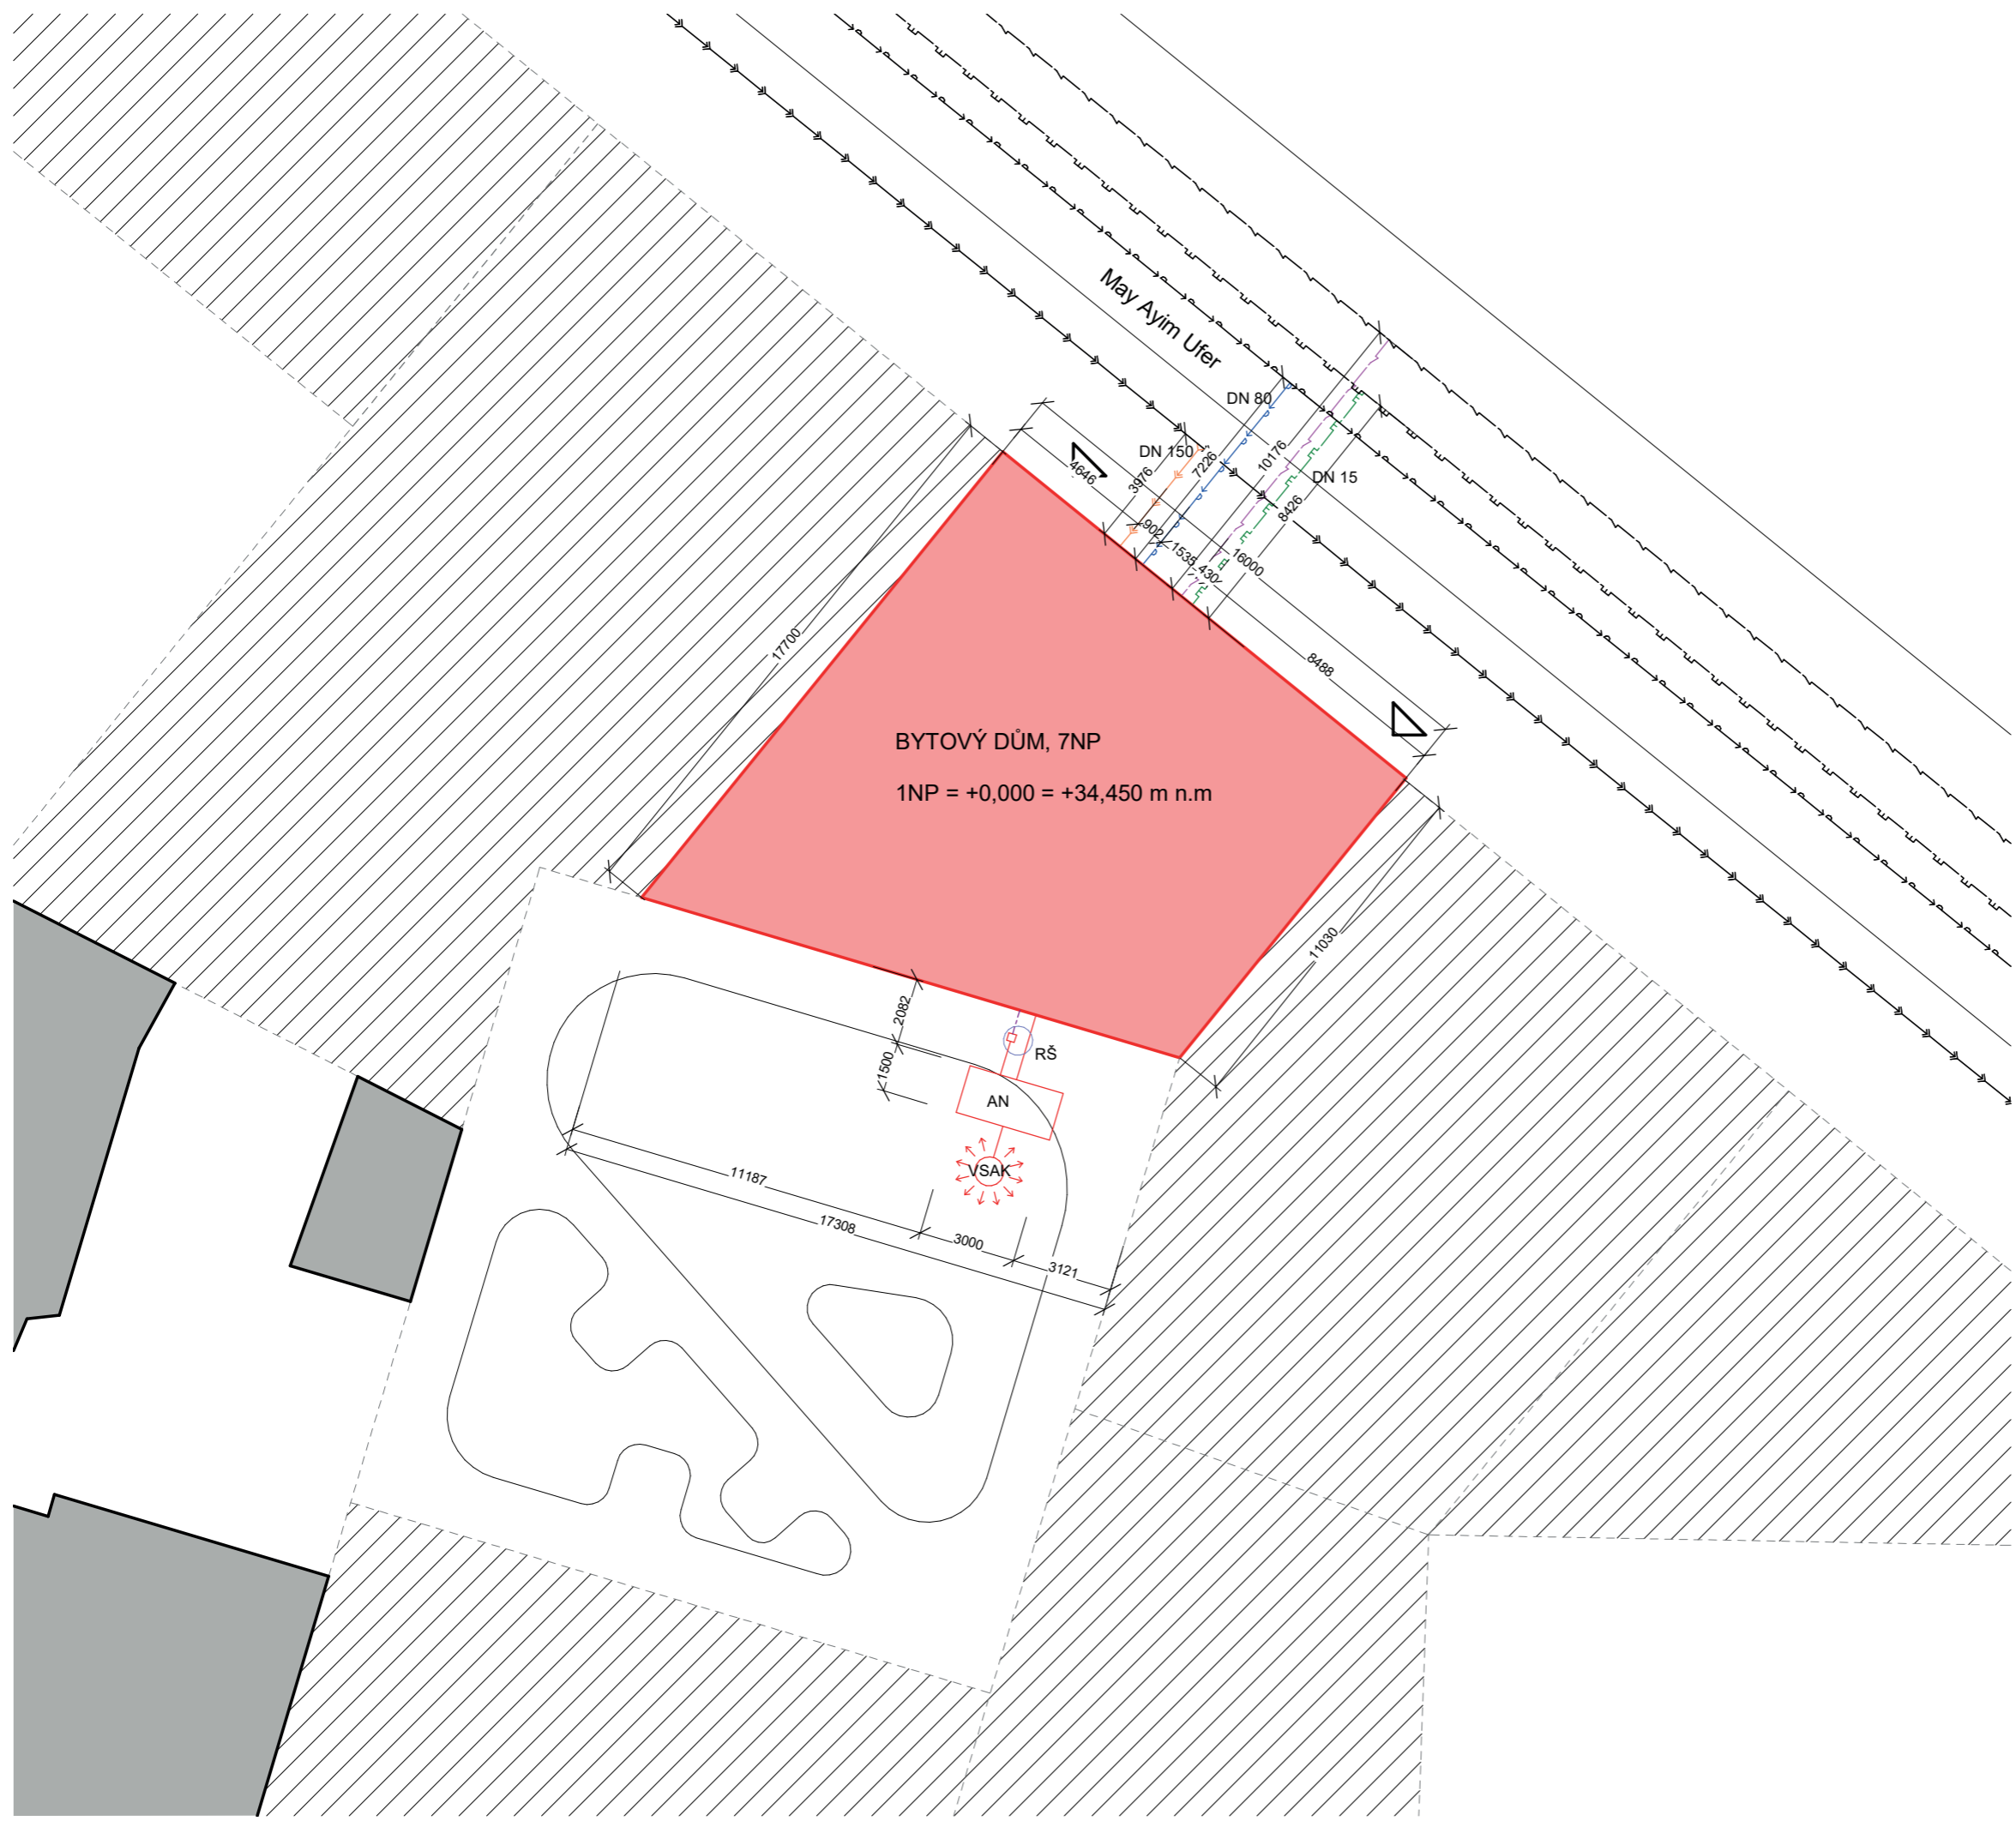 May Ayim Ufer
DN 80
DN 150
4646
3976
7226
10176
DN 15
8426
902
1535
430
16000
17700
8488
BYTOVÝ DŮM, 7NP
1NP = +0,000 = +34,450 m n.m
11030
2082
RŠ
1500
AN
VSAK
11187
17308
3000
3121